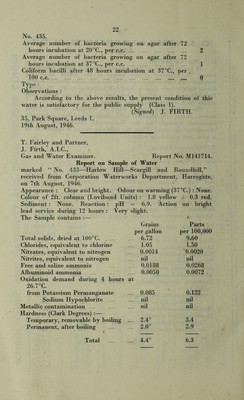 22
No. 435.
Average number of bacteria growing on agar after 72
hours incubation at 20°C., per c.c. ... ... ... 2
Average number of bacteria growing on agar after 72
hours incubation at 37°C., per c.c. ... ... ... 1
Coliform bacilli after 48 hours incubation at 37°C., per
100 c.c. ... ... ... ... ... ... 0
Type :
Observations :
According to the above results, the present condition of this
water is satisfactory for the public supply (Class 1).
(Signed) J. FIRTH.
35, Park Square, Leeds 1.
19th August, 1946.
T. Fairley and Partner,
J. Firth, A.I.C.,
Gas and Water Examiner. Report No. M141714.
Report on Sample of Water
marked “ No. 433—Harlow Hill—Scargill and Roundhill,”
received from Corporation Waterworks Department, Harrogate,
on 7th August, 1946.
Appearance : Clear and bright. Odour on warming (37°C.) : None.
Colour of 2ft. column (Lovibond Units) : 1.0 yellow + 0.3 red.
Sediment : None. Reaction : pH = 6.9. Action on bright
lead service during 12 hours : Very slight.
The Sample contains :—
Grains Parts
per gallon per 100,000
Total solids, dried at 100°C. 6.72 9.60
Chlorides, equivalent to chlorine 1.05 1.50
Nitrates, equivalent to nitrogen 0.0014 0.0020
Nitrites, equivalent to nitrogen nil nil
Free and saline ammonia 0.0188 0.0268
Albuminoid ammonia 0.0050 0.0072
Oxidation demand during 4 hours at
26.7°C.
from Potassium Permanganate 0.085 0.122
Sodium Hypochlorite nil nil
Metallic contamination nil nil
Hardness (Clark Degrees) :—
Temporary, removable by boiling 2.4° 3.4
Permanent, after boiling 2.0° 2.9
Total 4.4° 6.3